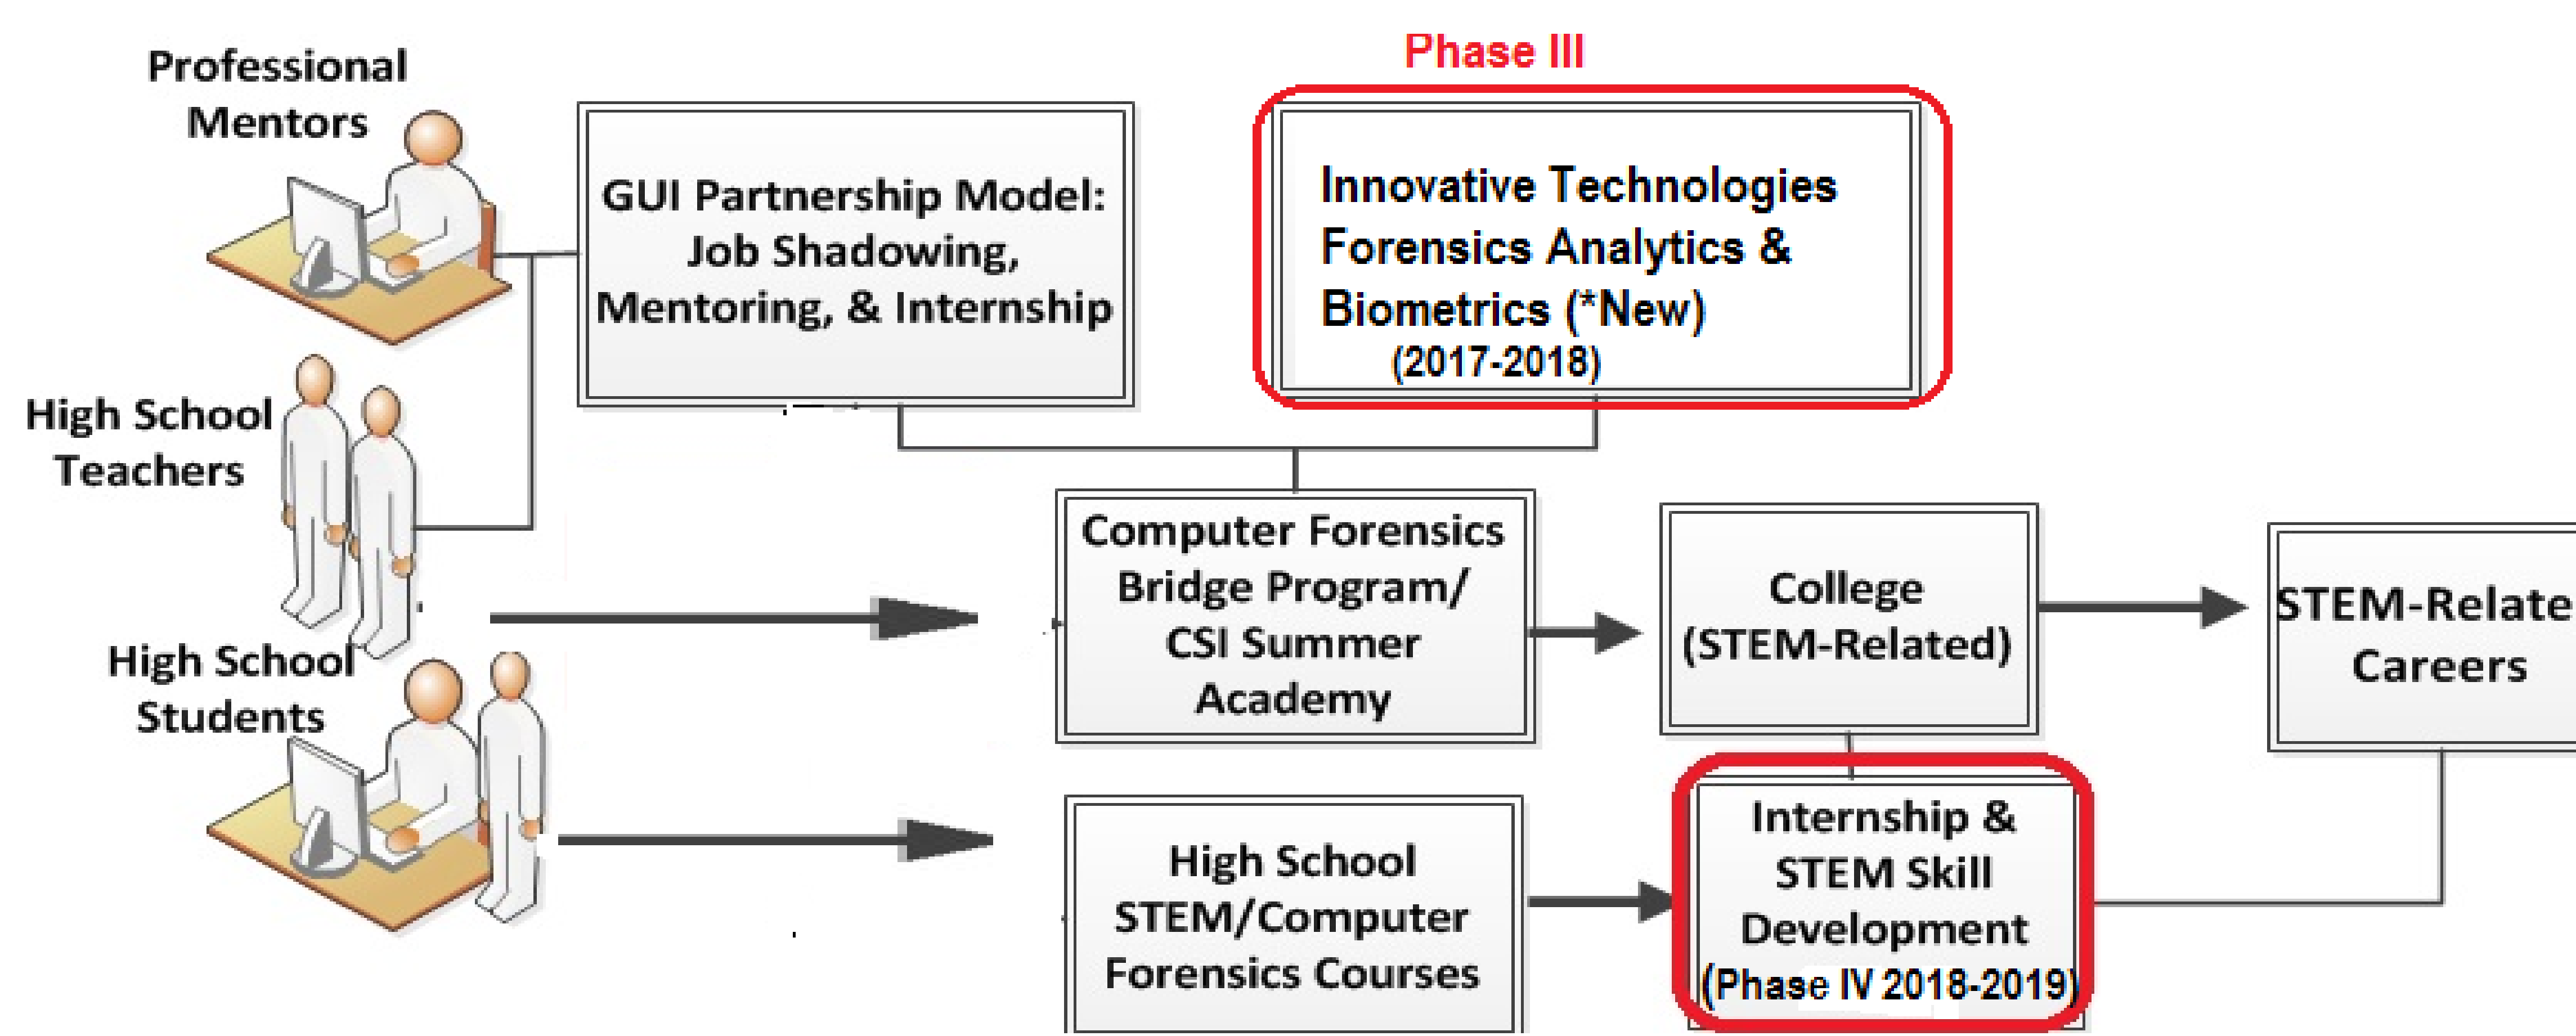 Professional
Mentors
High School
Teachers
High School
Students
GUI Partnership Model:
Job Shadowing,
Mentoring, & Internship
Phase III
Innovative Technologies
Forensics Analytics &
Biometrics (*New)
(2017-2018)
Computer Forensics
Bridge Program/
CSI Summer
Academy
College
(STEM-Related)
STEM-Relate
Careers
High School
STEM/Computer
Forensics Courses
Internship &
STEM Skill
Development
(Phase IV 2018-2019)